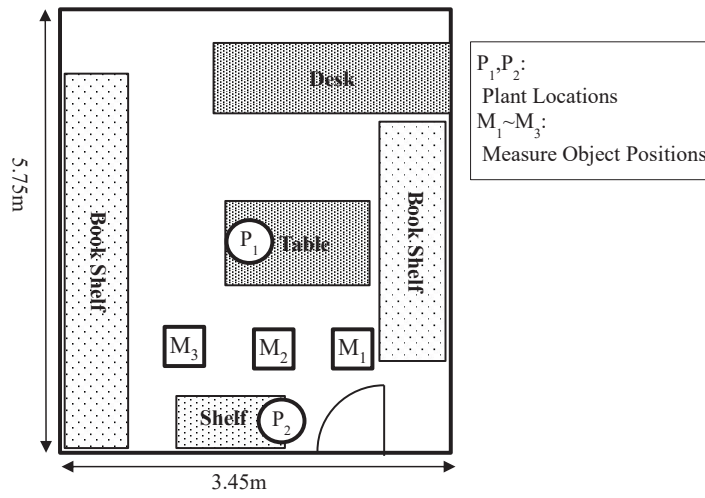 Desk
P₁,P₂:
Plant Locations
M₁~M₃:
Measure Object Positions
5.75m
Book Shelf
Book Shelf
P₁
Table
M₃
M₂
M₁
Shelf
P₂
3.45m